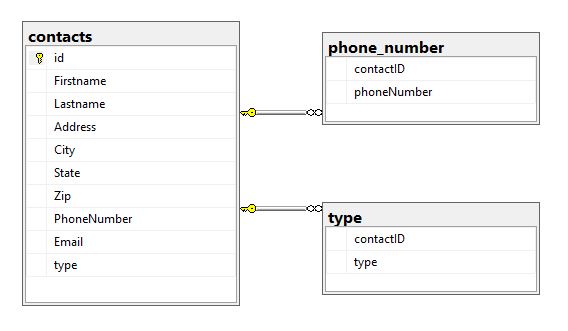 contacts
id
Firstname
Lastname
Address
City
State
Zip
PhoneNumber
Email
type
phone_number
contactID
phoneNumber
type
contactID
type